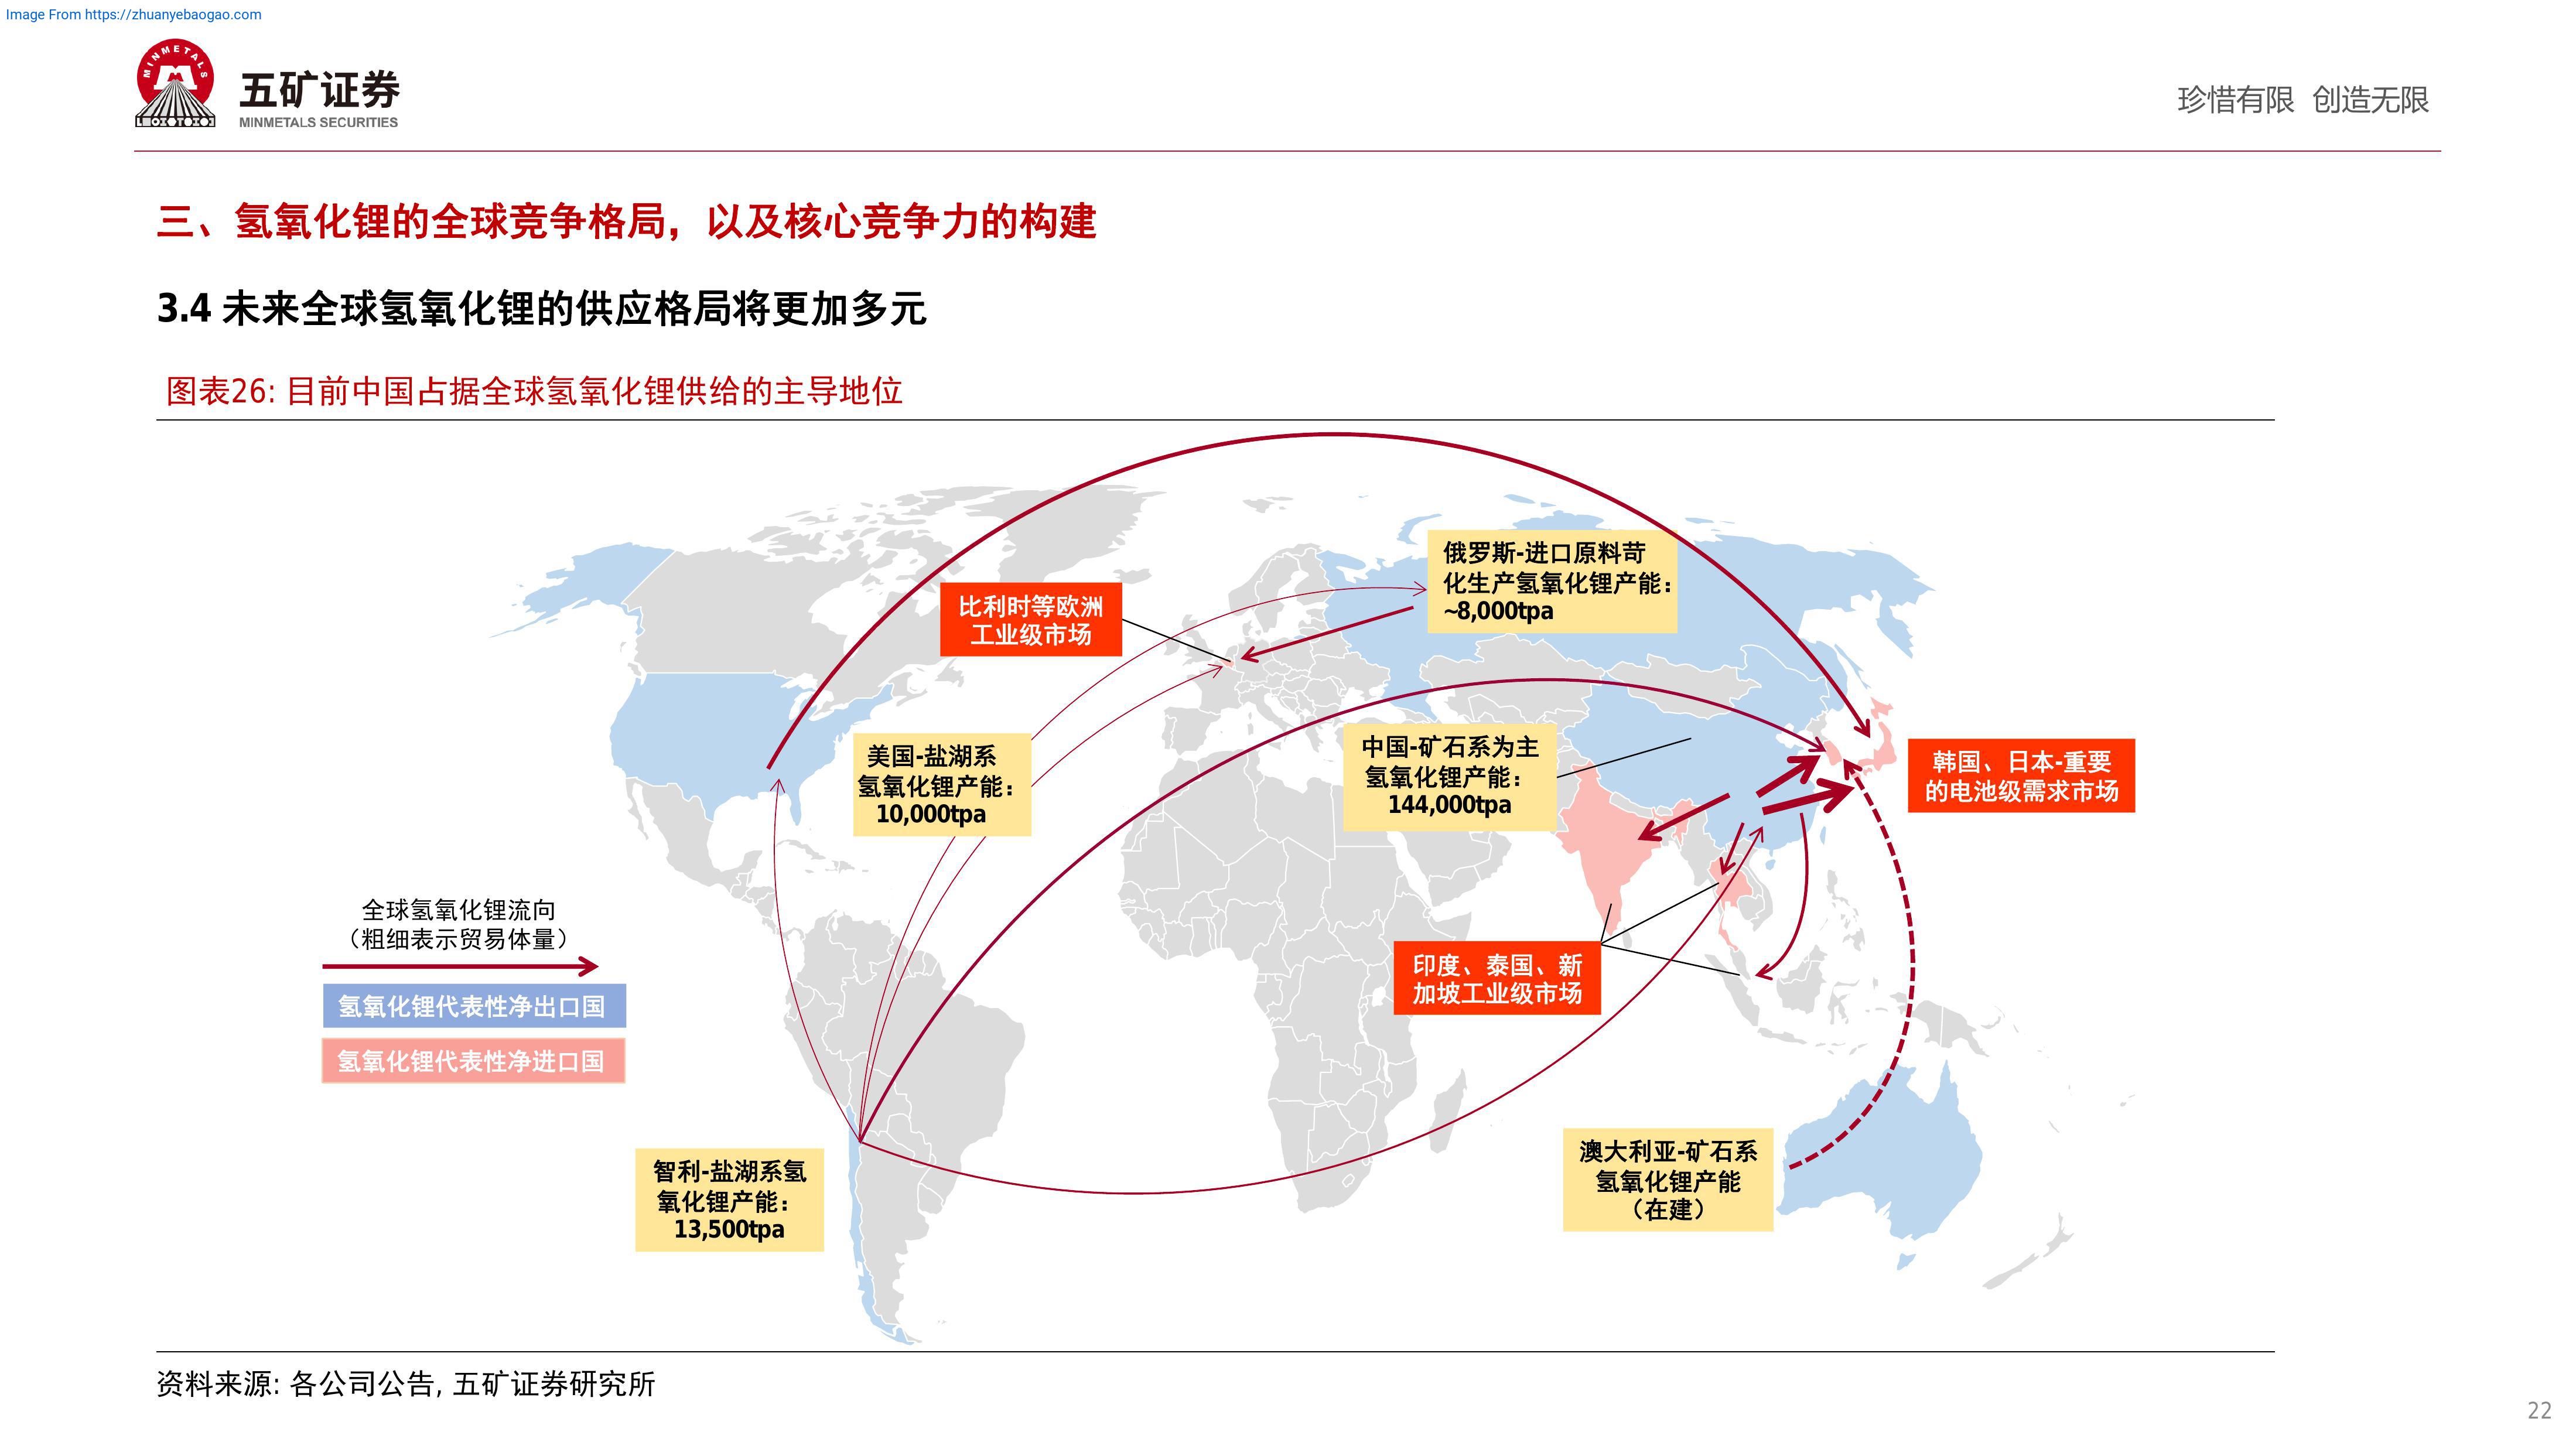 Image From https://zhuanyebaogao.com
MINMETALS
五矿证券
MINMETALS SECURITIES
珍惜有限 创造无限
三、氢氧化锂的全球竞争格局，以及核心竞争力的构建
3.4 未来全球氢氧化锂的供应格局将更加多元
图表26: 目前中国占据全球氢氧化锂供给的主导地位
俄罗斯-进口原料苛
化生产氢氧化锂产能：
~8,000tpa
比利时等欧洲
工业级市场
美国-盐湖系
氢氧化锂产能：
10,000tpa
中国-矿石系为主
氢氧化锂产能：
144,000tpa
韩国、日本-重要
的电池级需求市场
全球氢氧化锂流向
（粗细表示贸易体量）
氢氧化锂代表性净出口国
氢氧化锂代表性净进口国
印度、泰国、新
加坡工业级市场
智利-盐湖系氢
氧化锂产能：
13,500tpa
澳大利亚-矿石系
氢氧化锂产能
（在建）
资料来源: 各公司公告, 五矿证券研究所
22